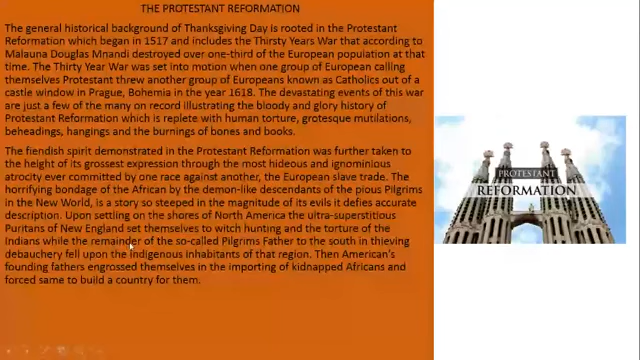 THE PROTESTANT REFORMATION
The general historical background of Thanksgiving Day is rooted in the Protestant
Reformation which began in 1517 and includes the Thirsty Years War that according to
Malauna Douglas Mnandi destroyed over one-third of the European population at that
time. The Thirty Year War was set into motion when one group of European calling
themselves Protestant threw another group of Europeans known as Catholics out of
a castle window in Prague, Bohemia in the year 1618. The devastating events of this war
are just a few of the many on record illustrating the bloody and glory history of
Protestant Reformation which is replete with human torture, grotesque mutilations,
beheadings, hangings and the burnings of bones and books.
The fiendish spirit demonstrated in the Protestant Reformation was further taken to
the height of its grossest expression through the most hideous and ignominious
atrocity ever committed by one race against another, the European slave trade. The
horrifying bondage of the African by the demon-like descendants of the pious Pilgrims
in the New World, is a story so steeped in the magnitude of its evils it defies accurate
description. Upon settling on the shores of North America the ultra-superstitious
Puritans of New England set themselves to witch hunting and the torture of the
Indians while the remainder of the so-called Pilgrims Father to the south in thieving
debauchery fell upon the indigenous inhabitants of that region. Then American's
founding fathers engrossed themselves in the importing of kidnapped Africans and
forced same to build a country for them.
PROTESTANT
REFORMATION